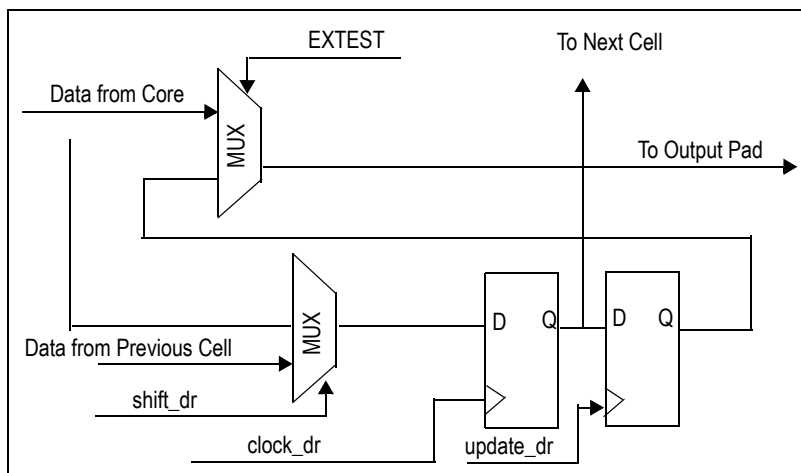 EXTEST
To Next Cell
Data from Core
MUX
To Output Pad
MUX
D Q
D Q
Data from Previous Cell
shift_dr
clock_dr
update_dr